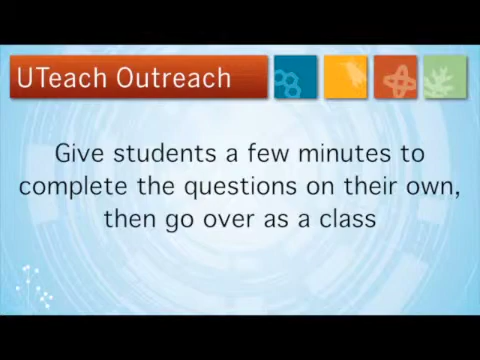 UTeach Outreach
Give students a few minutes to
complete the questions on their own,
then go over as a class